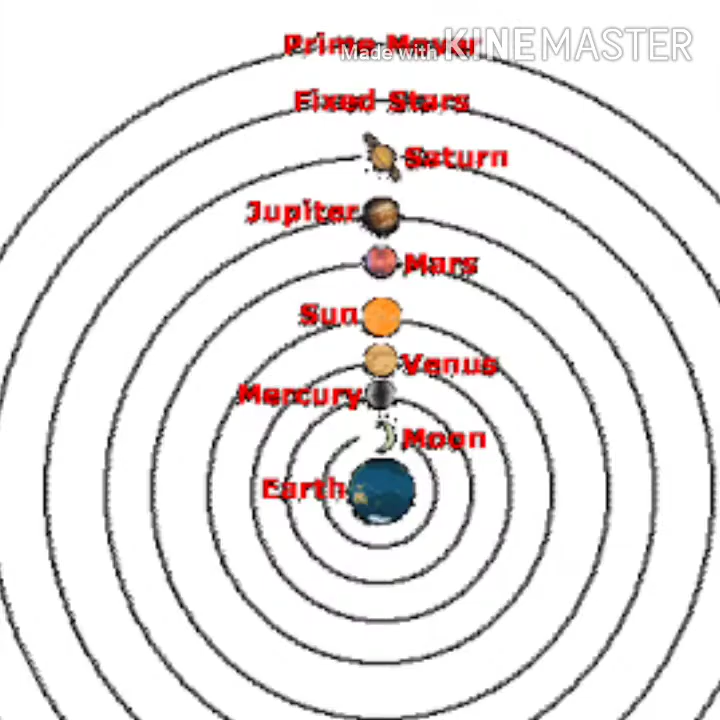 Prime Mover
Made with KINEMASTER
Fixed Stars
Saturn
Jupiter
Mars
Sun
Venus
Mercury
Moon
Earth